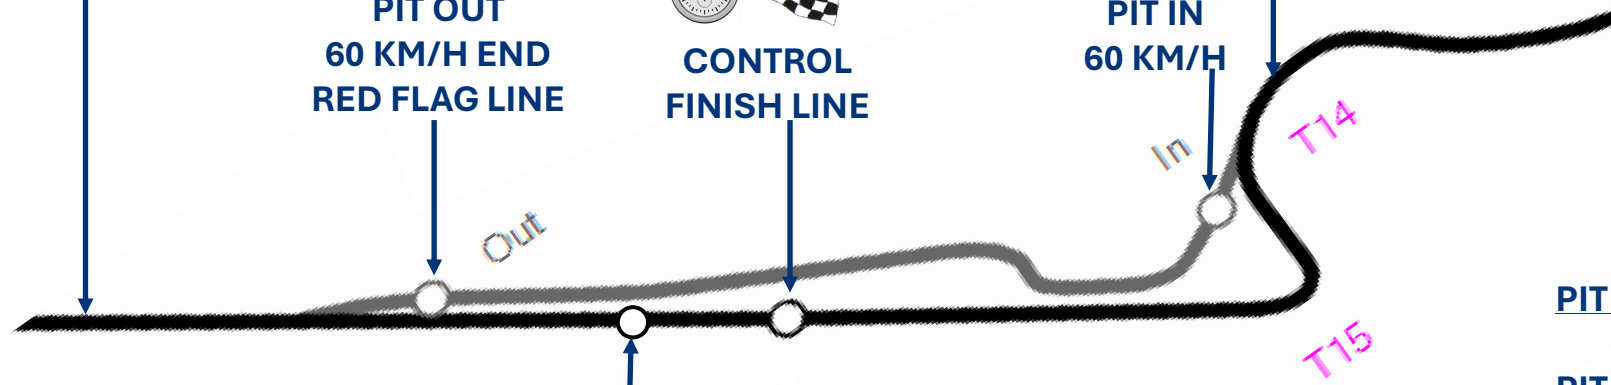 PIT OUT
60 KM/H END
RED FLAG LINE
CONTROL
FINISH LINE
PIT IN
60 KM/H
In
T14
Out
PIT
T15
PIT